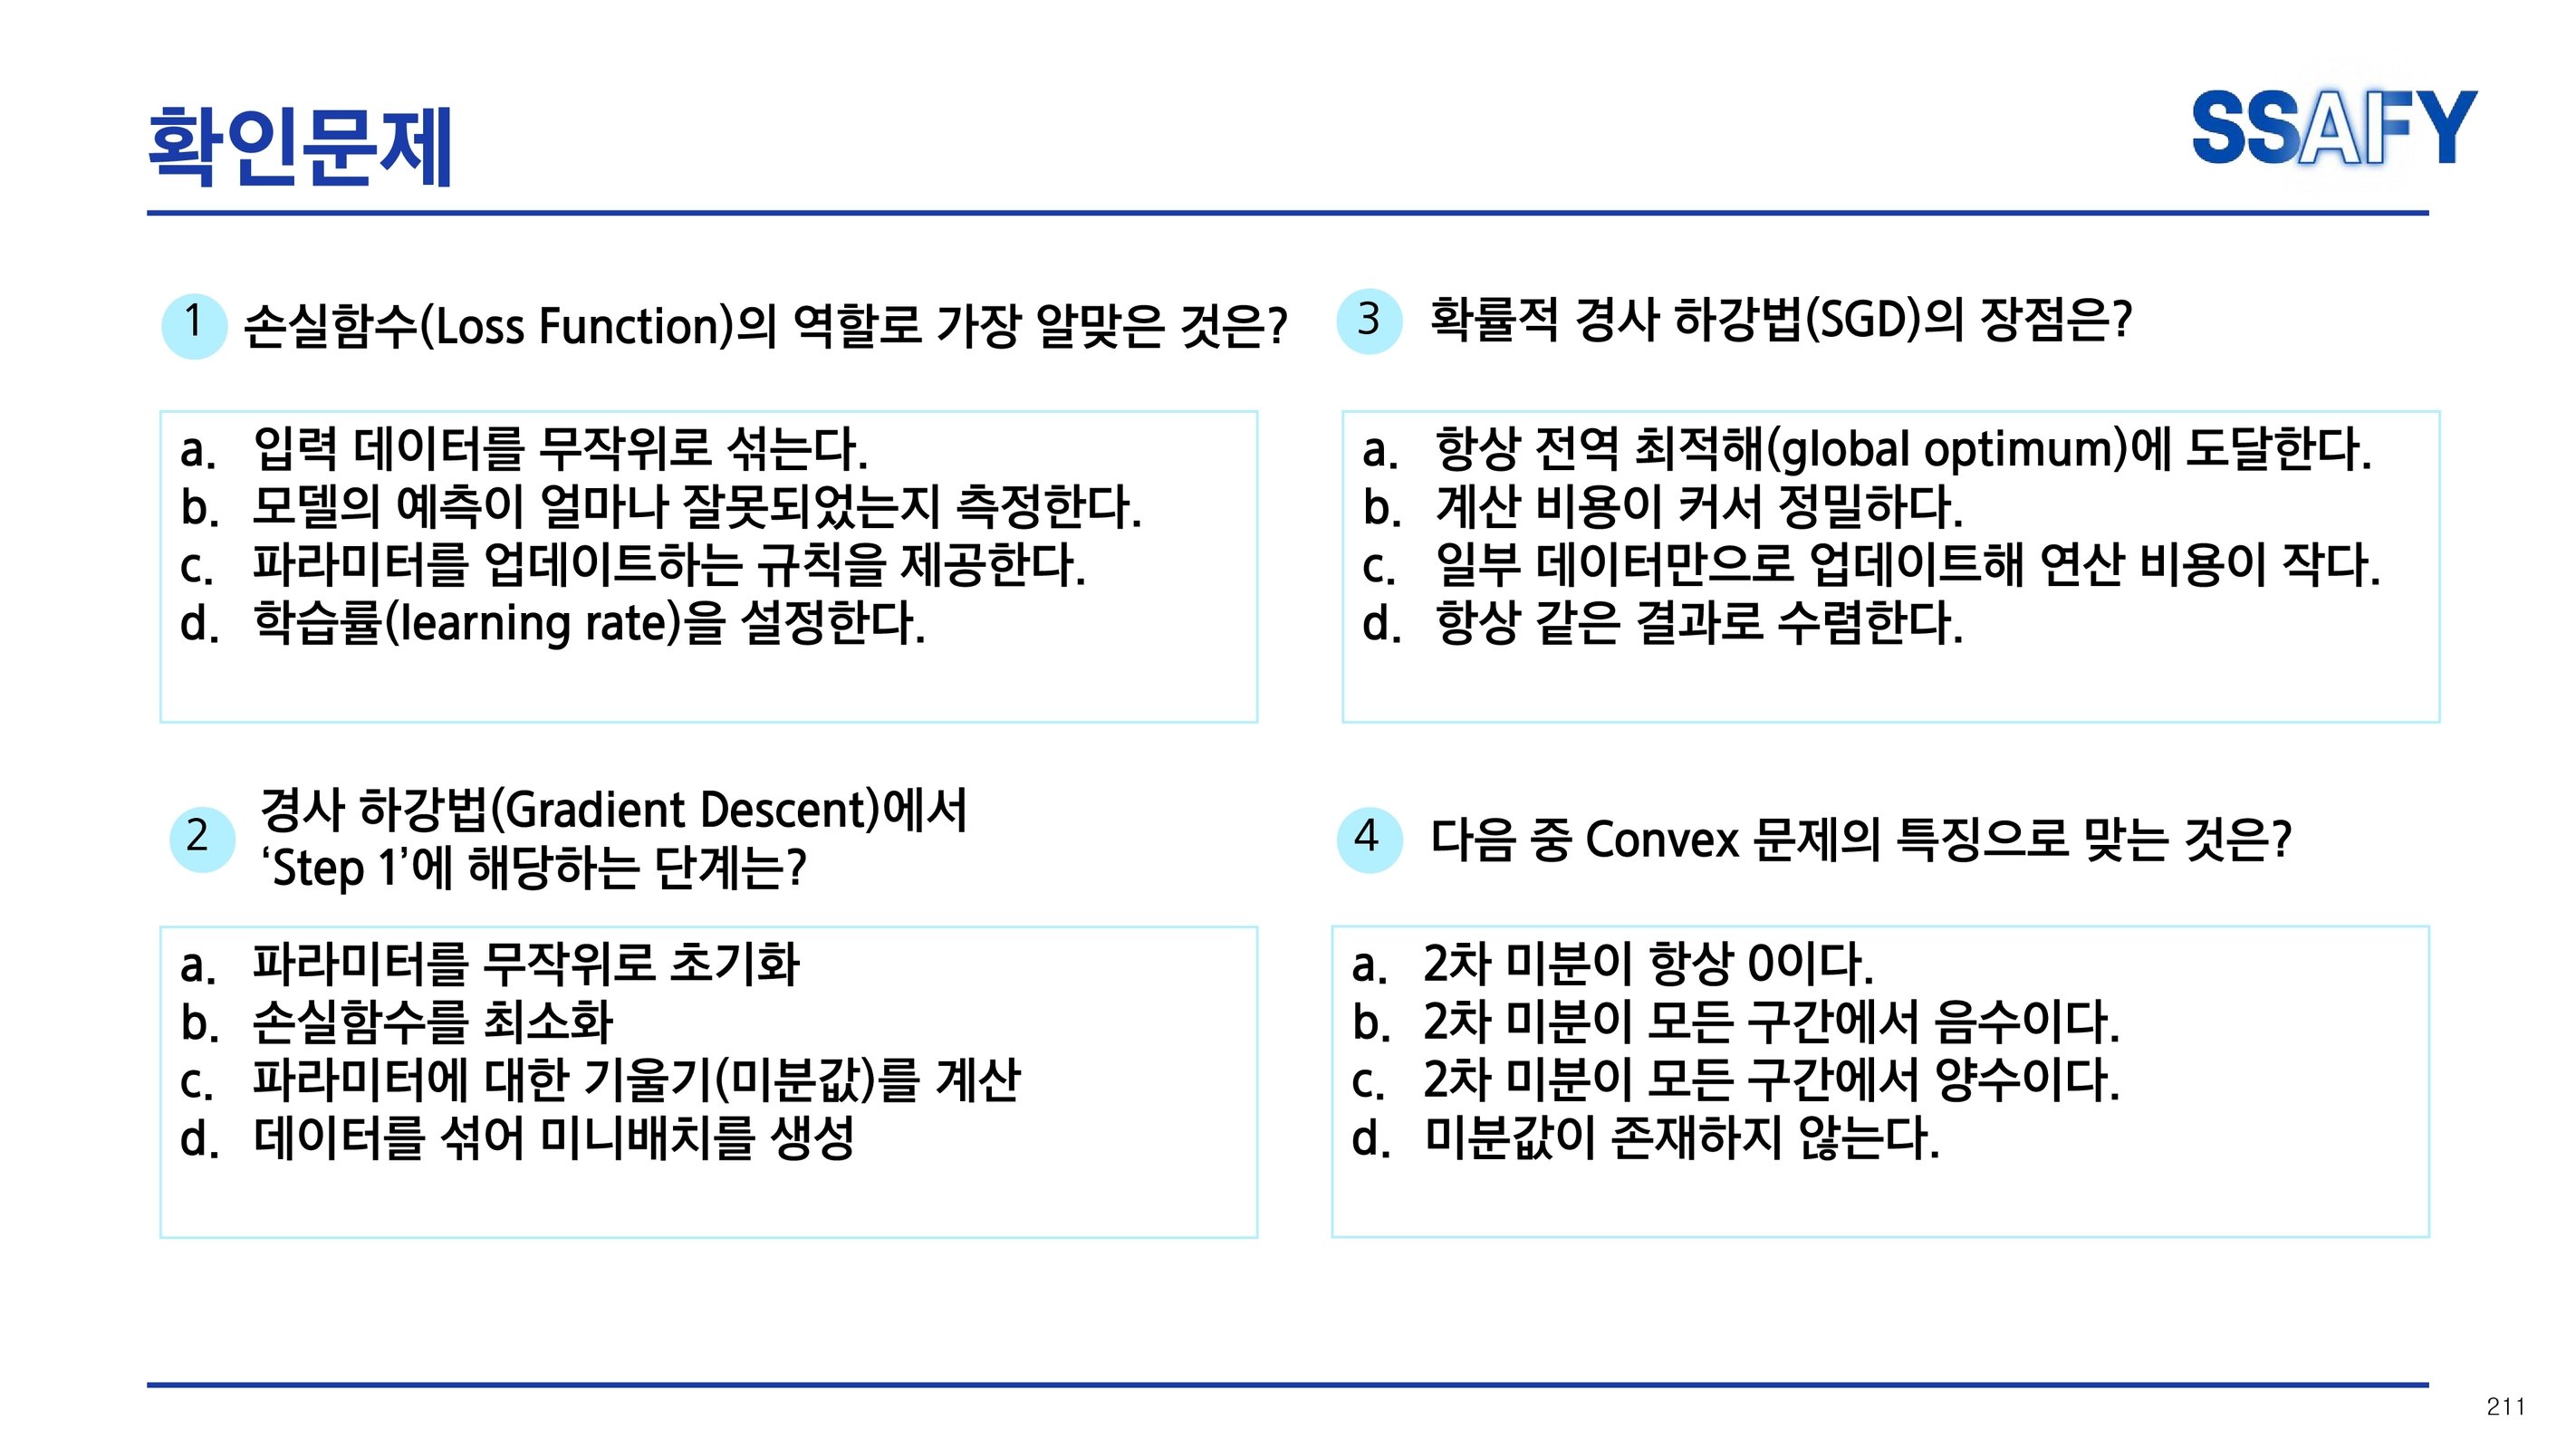 확인문제
SSAFY
1 손실함수(Loss Function)의 역할로 가장 알맞은 것은?
a. 입력 데이터를 무작위로 섞는다.
b. 모델의 예측이 얼마나 잘못되었는지 측정한다.
c. 파라미터를 업데이트하는 규칙을 제공한다.
d. 학습률(learning rate)을 설정한다.
2 경사 하강법(Gradient Descent)에서
‘Step 1’에 해당하는 단계는?
a. 파라미터를 무작위로 초기화
b. 손실함수를 최소화
c. 파라미터에 대한 기울기(미분값)를 계산
d. 데이터를 섞어 미니배치를 생성
3 확률적 경사 하강법(SGD)의 장점은?
a. 항상 전역 최적해(global optimum)에 도달한다.
b. 계산 비용이 커서 정밀하다.
c. 일부 데이터만으로 업데이트해 연산 비용이 작다.
d. 항상 같은 결과로 수렴한다.
4 다음 중 Convex 문제의 특징으로 맞는 것은?
a. 2차 미분이 항상 0이다.
b. 2차 미분이 모든 구간에서 음수이다.
c. 2차 미분이 모든 구간에서 양수이다.
d. 미분값이 존재하지 않는다.
211